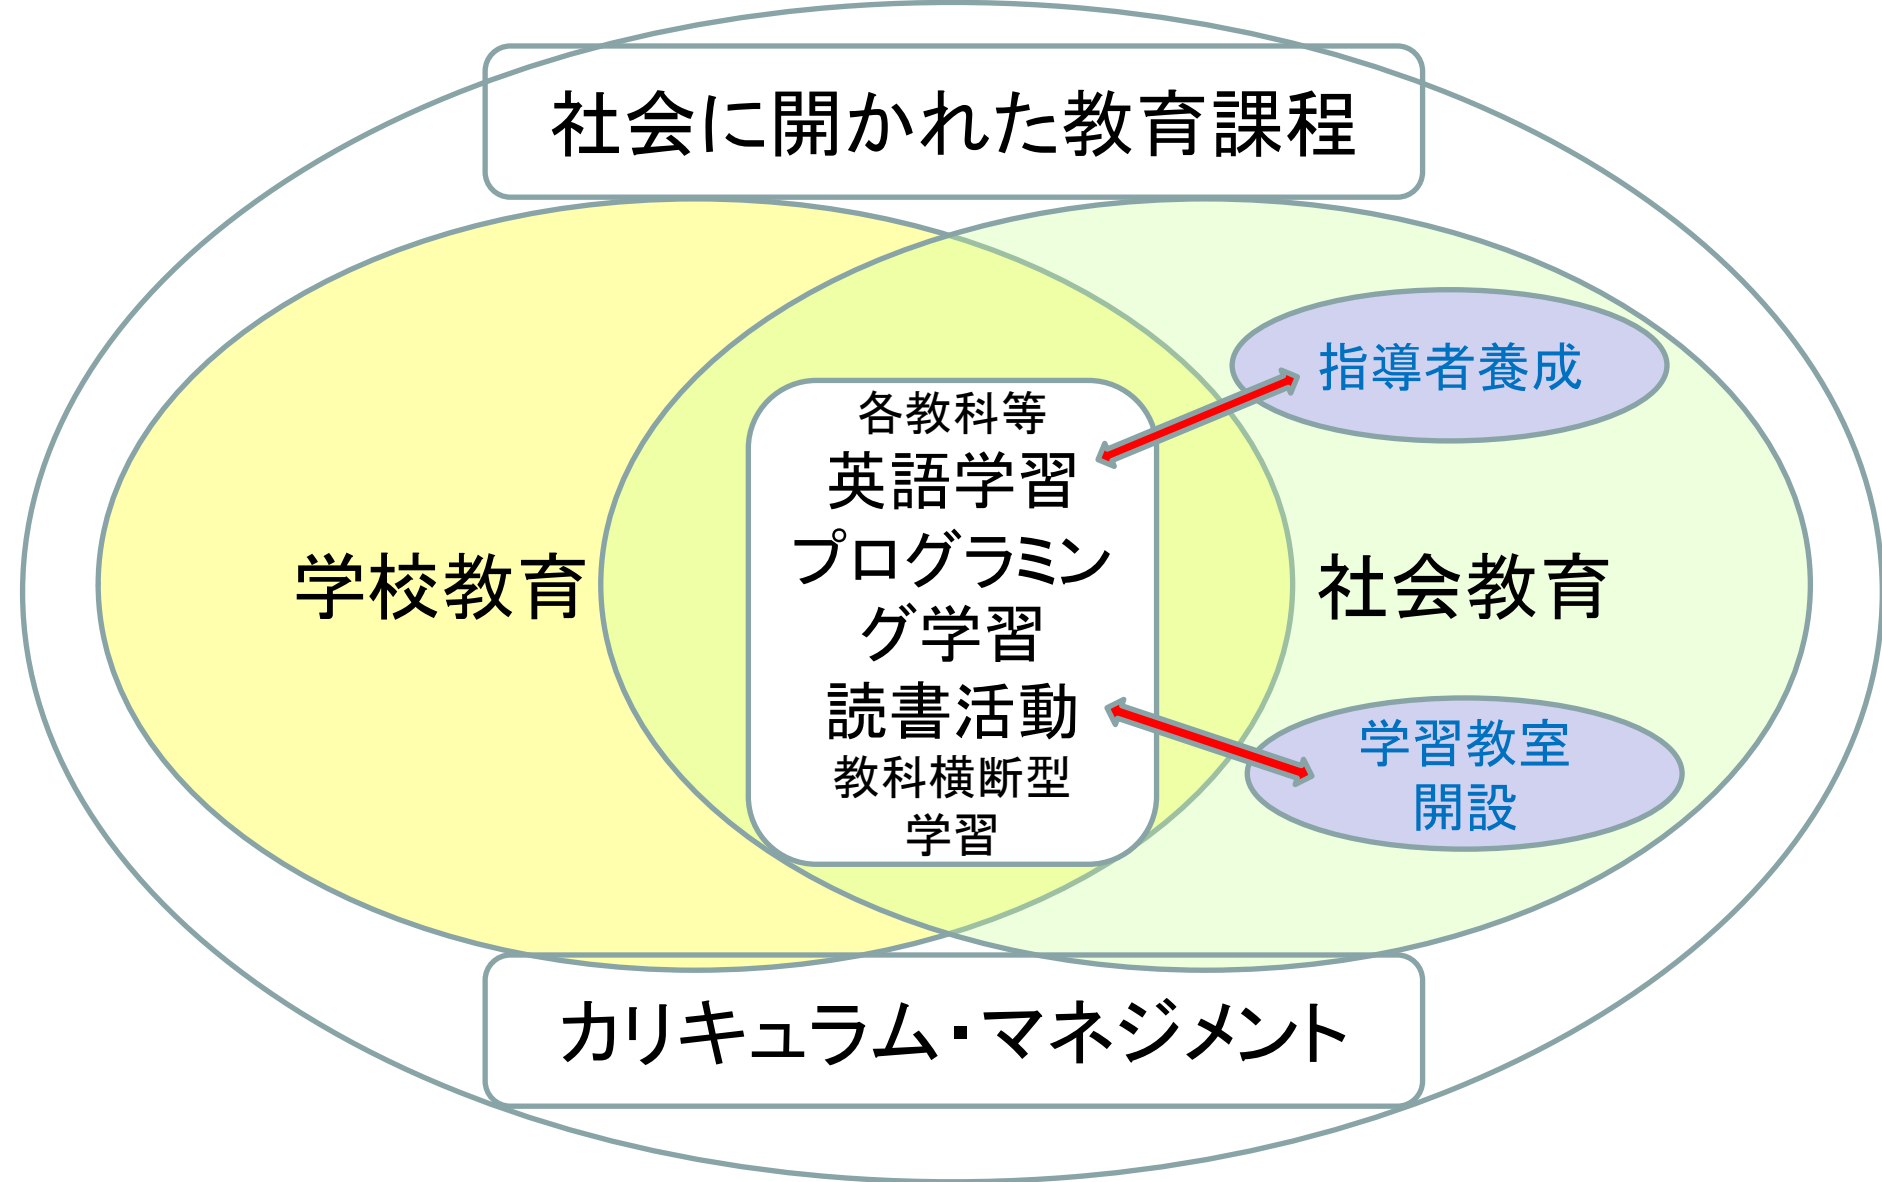 社会に開かれた教育課程
指導者養成
各教科等
英語学習
プログラミン
グ学習
読書活動
教科横断型
学習
学校教育
社会教育
学習教室
開設
カリキュラム・マネジメント